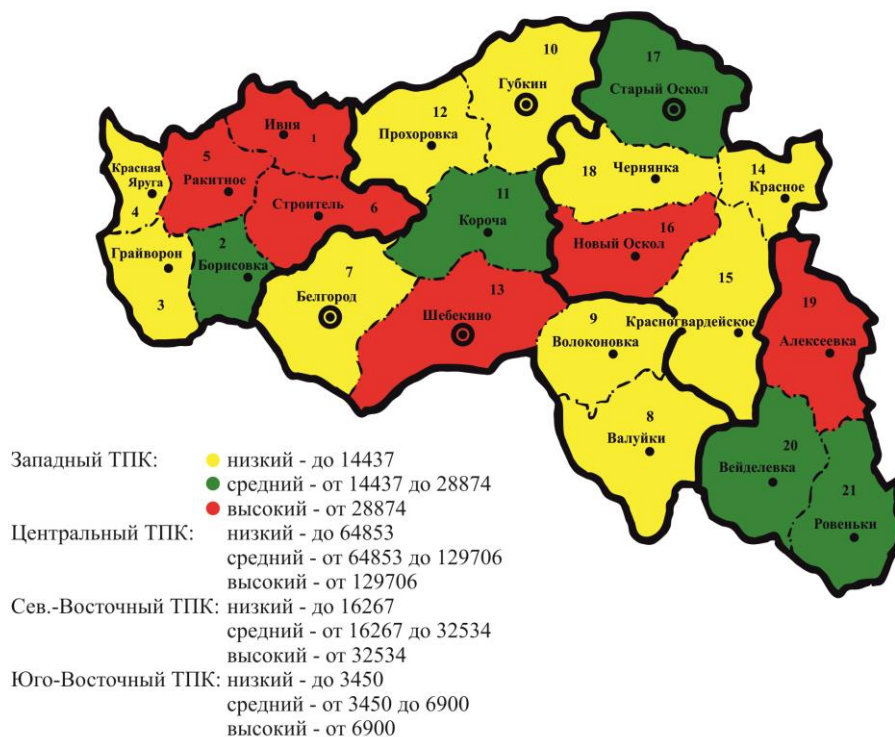 10
Губкин
17
Старый Оскол
12
Прохоровка
Ивня
1
5
Ракитное
Красная
Яруга
4
18
Чернянка
14
Красное
11
Короча
Строитель
6
16
Новый Оскол
2
Борисовка
Грайворон
3
7
Белгород
15
Красногвардейское
13
Шебекино
9
Волоконовка
19
Алексеевка
8
Валуйки
20
Вейделевка
21
Ровеньки
Западный ТПК: низкий - до 14437
средний - от 14437 до 28874
высокий - от 28874
Центральный ТПК: низкий - до 64853
средний - от 64853 до 129706
высокий - от 129706
Сев.-Восточный ТПК: низкий - до 16267
средний - от 16267 до 32534
высокий - от 32534
Юго-Восточный ТПК: низкий - до 3450
средний - от 3450 до 6900
высокий - от 6900